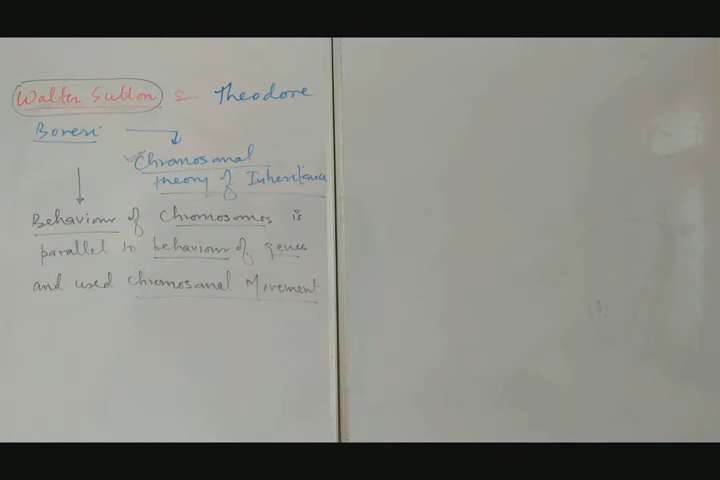 Walter Sutton & Theodore
Boveri
Chromosomal
theory of Inheritance
Behaviour of Chromosomes is
parallel to behaviour of genes
and used chromosomal Movement